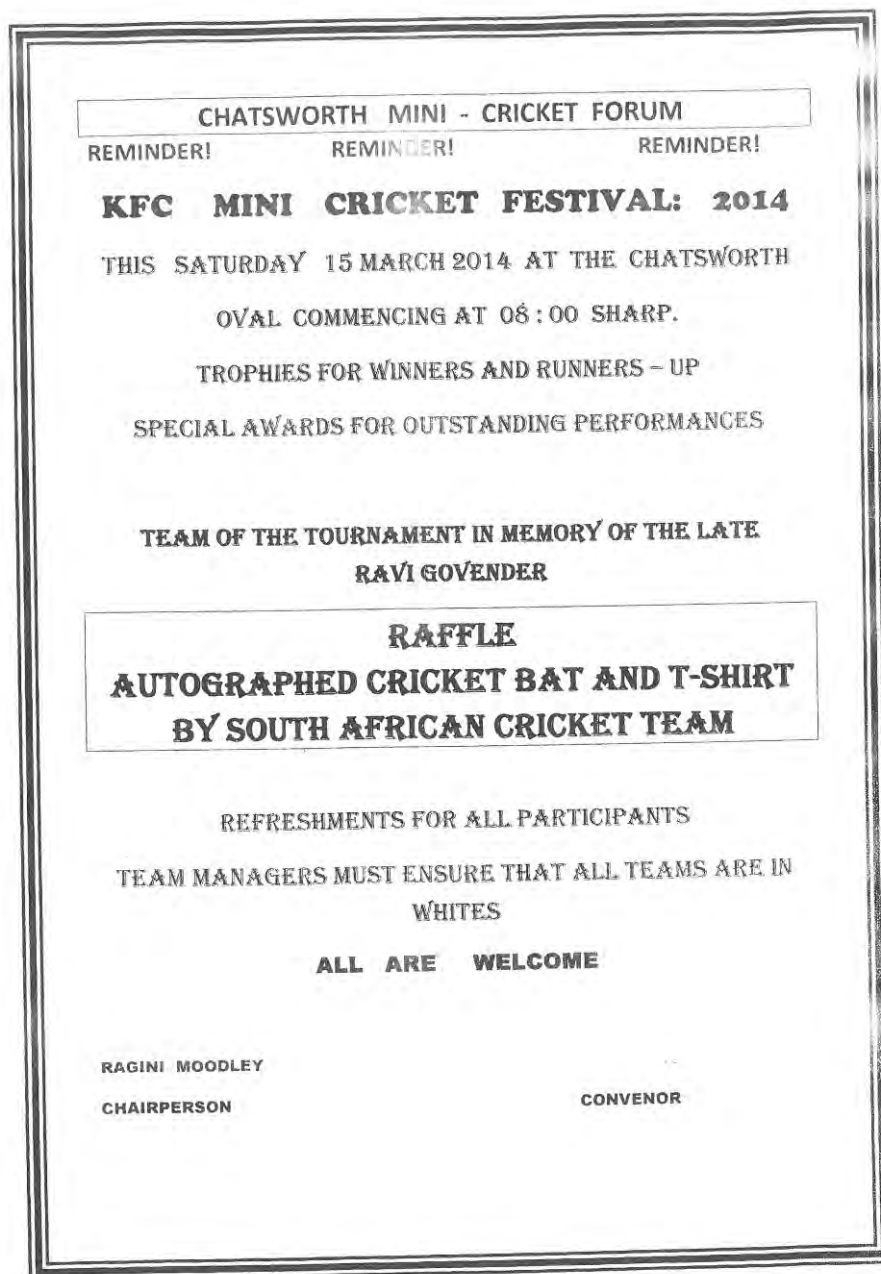 CHATSWORTH MINI - CRICKET FORUM
REMINDER! REMINDER! REMINDER!
KFC MINI CRICKET FESTIVAL: 2014
THIS SATURDAY 15 MARCH 2014 AT THE CHATSWORTH
OVAL COMMENCING AT 08 : 00 SHARP.
TROPHIES FOR WINNERS AND RUNNERS – UP
SPECIAL AWARDS FOR OUTSTANDING PERFORMANCES
TEAM OF THE TOURNAMENT IN MEMORY OF THE LATE
RAVI GOVENDER
RAFFLE
AUTOGRAPHED CRICKET BAT AND T-SHIRT
BY SOUTH AFRICAN CRICKET TEAM
REFRESHMENTS FOR ALL PARTICIPANTS
TEAM MANAGERS MUST ENSURE THAT ALL TEAMS ARE IN
WHITES
ALL ARE WELCOME
RAGINI MOODLEY
CHAIRPERSON CONVENOR